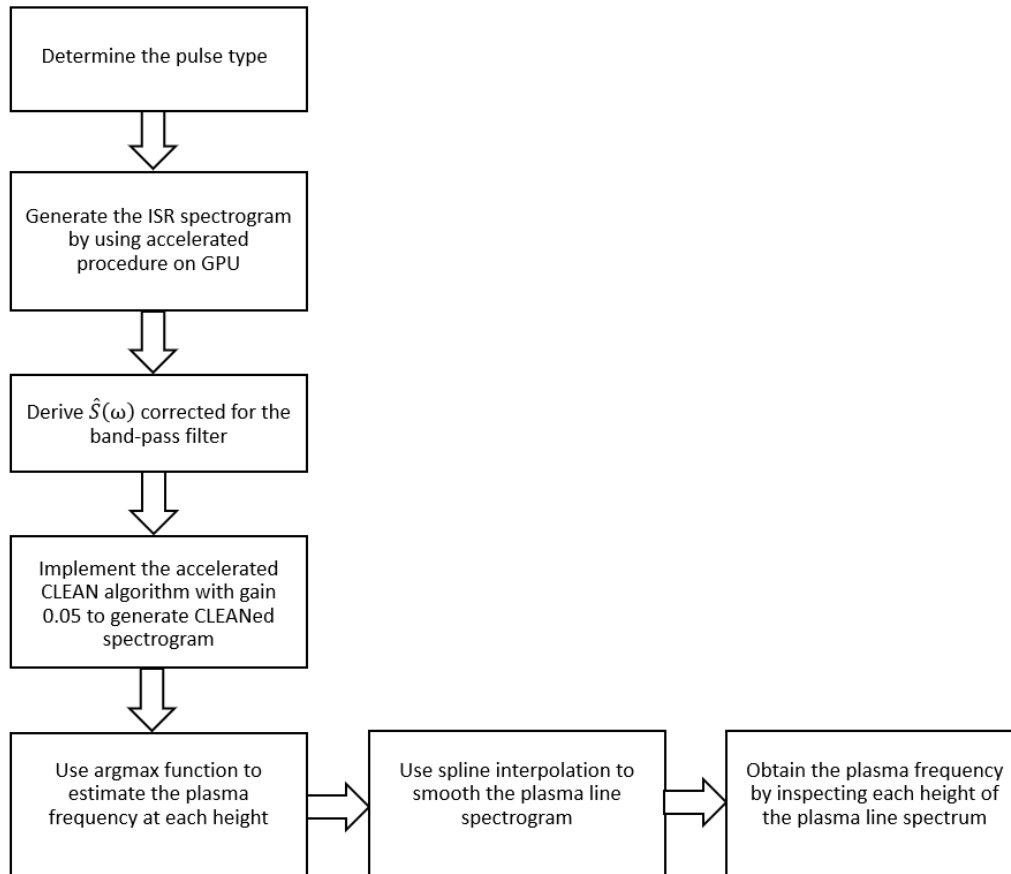 Determine the pulse type
Generate the ISR spectrogram
by using accelerated
procedure on GPU
Derive Ŝ(ω) corrected for the
band-pass filter
Implement the accelerated
CLEAN algorithm with gain
0.05 to generate CLEANed
spectrogram
Use argmax function to
estimate the plasma
frequency at each height
Use spline interpolation to
smooth the plasma line
spectrogram
Obtain the plasma frequency
by inspecting each height of
the plasma line spectrum